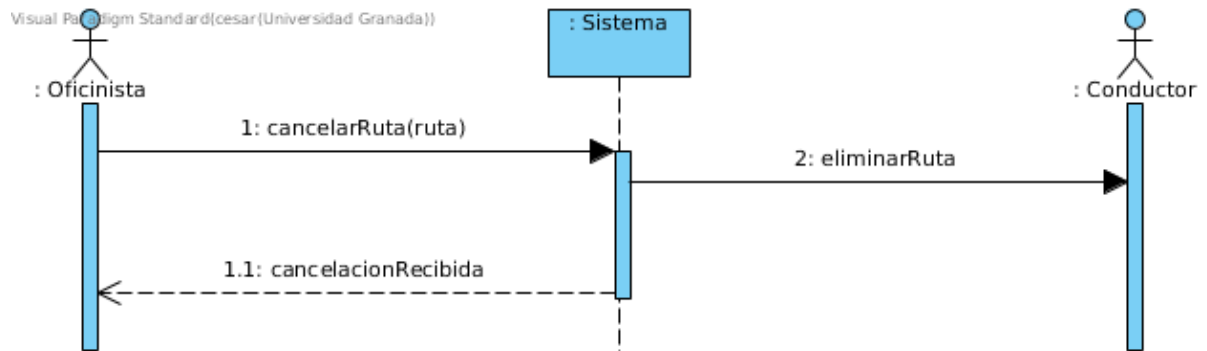 Visual Paradigm Standard(cesar(Universidad Granada))
: Sistema
: Oficinista
: Conductor
1: cancelarRuta(ruta)
2: eliminarRuta
1.1: cancelacionRecibida